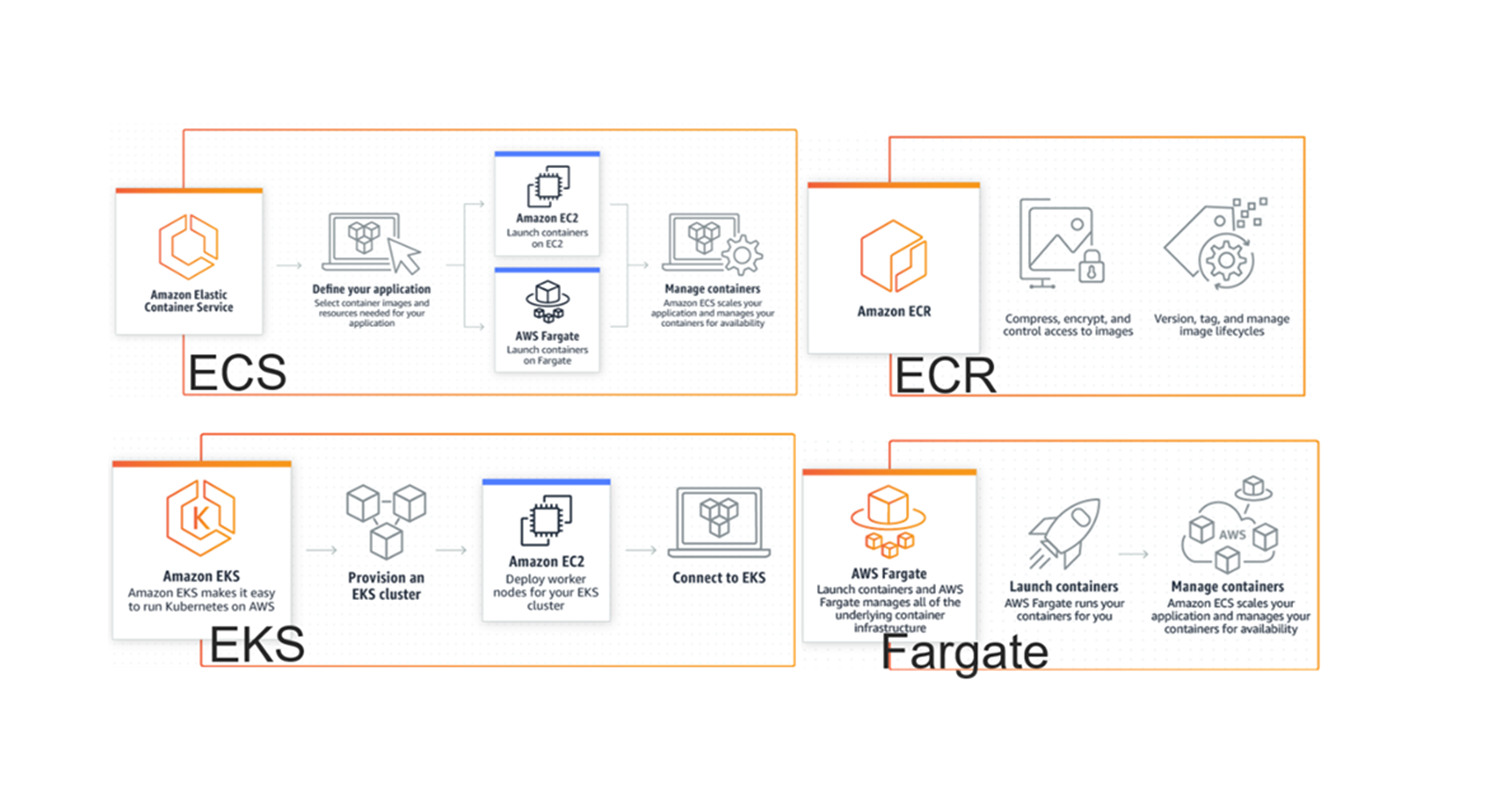 Amazon Elastic
Container Service
Define your application
Select container images and
resources needed for your
application
Amazon EC2
Launch containers
on EC2
AWS Fargate
Launch containers
on Fargate
Manage containers
Amazon ECS scales your
application and manages your
containers for availability
ECS
Amazon ECR
Compress, encrypt, and
control access to images
Version, tag, and manage
image lifecycles
ECR
K
Amazon EKS
Amazon EKS makes it easy
to run Kubernetes on AWS
Provision an
EKS cluster
Amazon EC2
Deploy worker
nodes for your EKS
cluster
Connect to EKS
EKS
AWS Fargate
Launch containers and AWS
Fargate manages all of the
underlying container
infrastructure
Launch containers
AWS Fargate runs your
containers for you
AWS
Manage containers
Amazon ECS scales your
application and manages your
containers for availability
Fargate